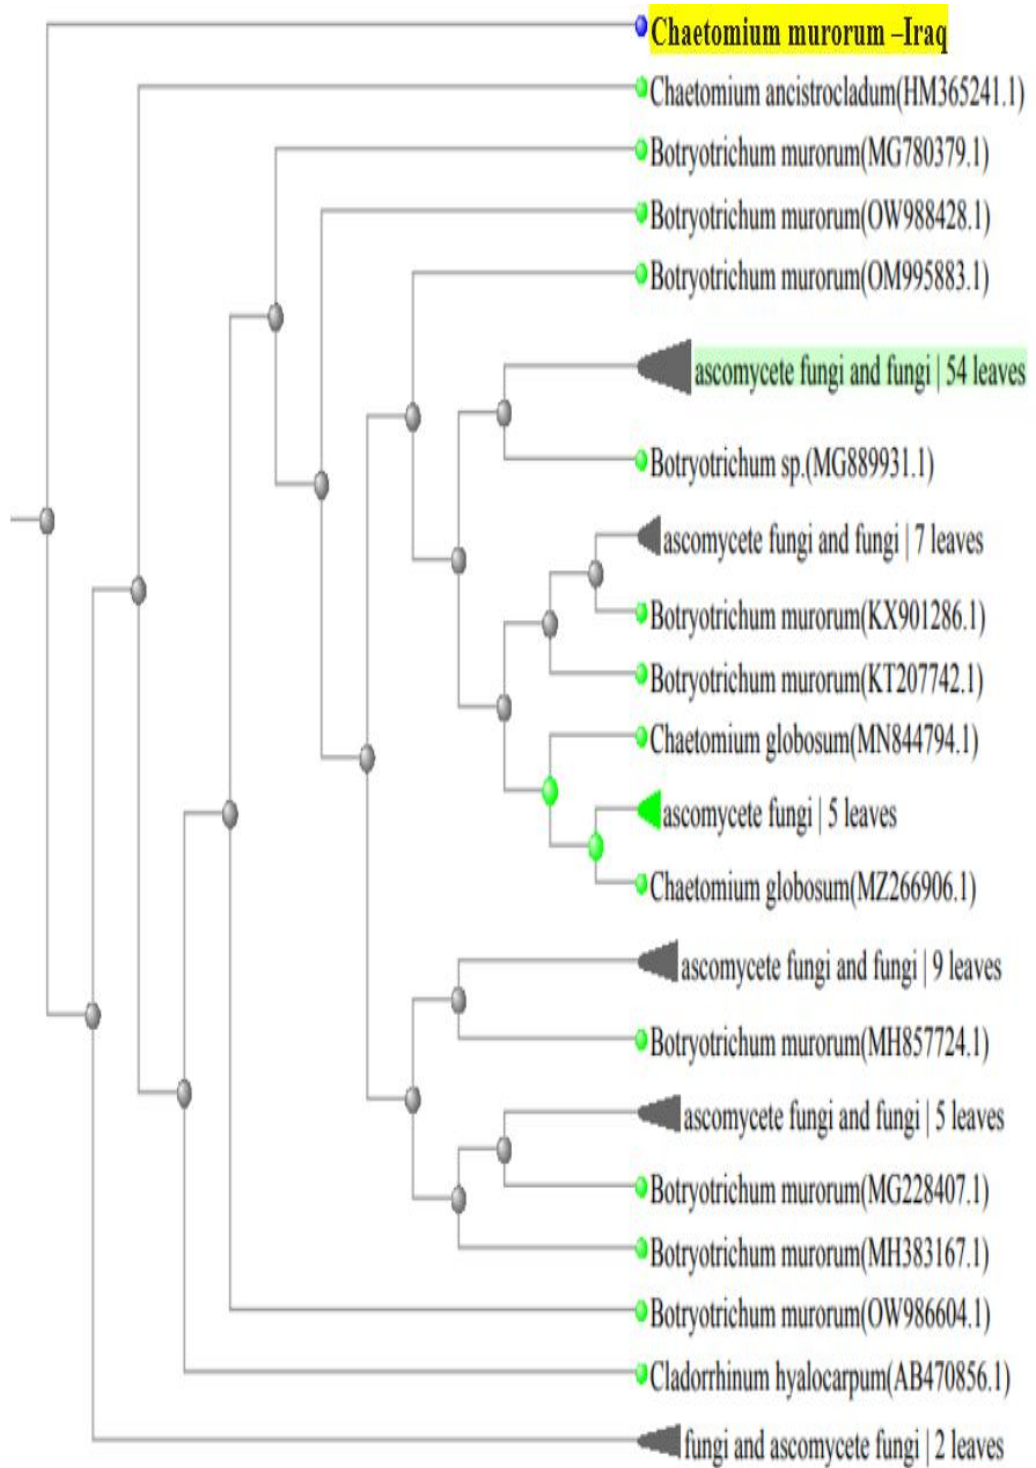 Chaetomium murorum –Iraq
Chaetomium ancistrocladum(HM365241.1)
Botryotrichum murorum(MG780379.1)
Botryotrichum murorum(OW988428.1)
Botryotrichum murorum(OM995883.1)
ascomycete fungi and fungi | 54 leaves
Botryotrichum sp.(MG889931.1)
ascomycete fungi and fungi | 7 leaves
Botryotrichum murorum(KX901286.1)
Botryotrichum murorum(KT207742.1)
Chaetomium globosum(MN844794.1)
ascomycete fungi | 5 leaves
Chaetomium globosum(MZ266906.1)
ascomycete fungi and fungi | 9 leaves
Botryotrichum murorum(MH857724.1)
ascomycete fungi and fungi | 5 leaves
Botryotrichum murorum(MG228407.1)
Botryotrichum murorum(MH383167.1)
Botryotrichum murorum(OW986604.1)
Cladorrhinum hyalocarpum(AB470856.1)
fungi and ascomycete fungi | 2 leaves